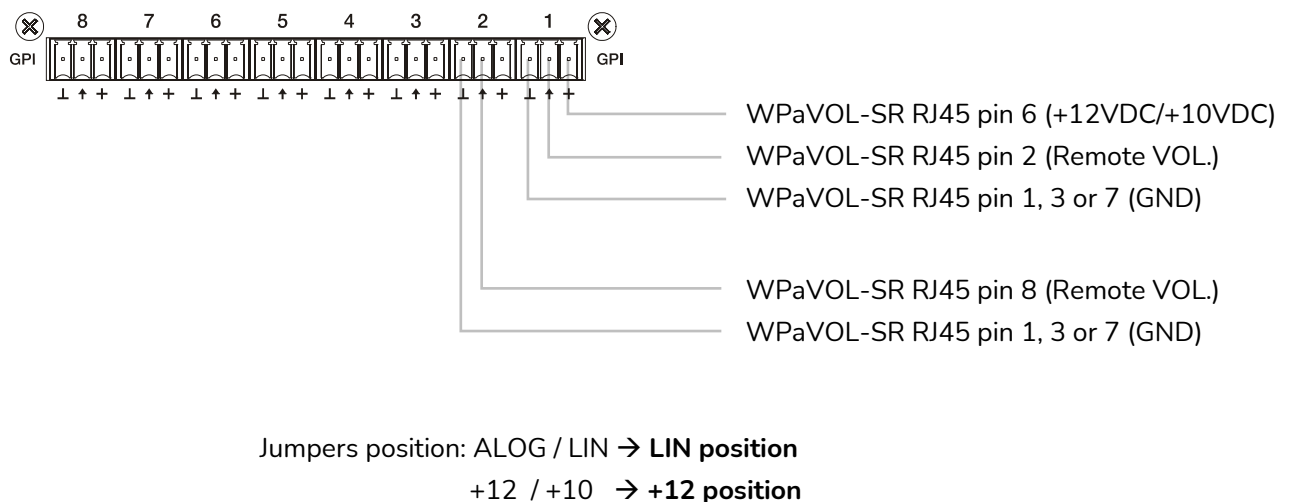 8 7 6 5 4 3 2 1
GPI GPI
⊥ ↑ + ⊥ ↑ + ⊥ ↑ + ⊥ ↑ + ⊥ ↑ + ⊥ ↑ + ⊥ ↑ + ⊥ ↑ +
WPaVOL-SR RJ45 pin 6 (+12VDC/+10VDC)
WPaVOL-SR RJ45 pin 2 (Remote VOL.)
WPaVOL-SR RJ45 pin 1, 3 or 7 (GND)
WPaVOL-SR RJ45 pin 8 (Remote VOL.)
WPaVOL-SR RJ45 pin 1, 3 or 7 (GND)
Jumpers position: ALOG / LIN → LIN position
+12 / +10 → +12 position